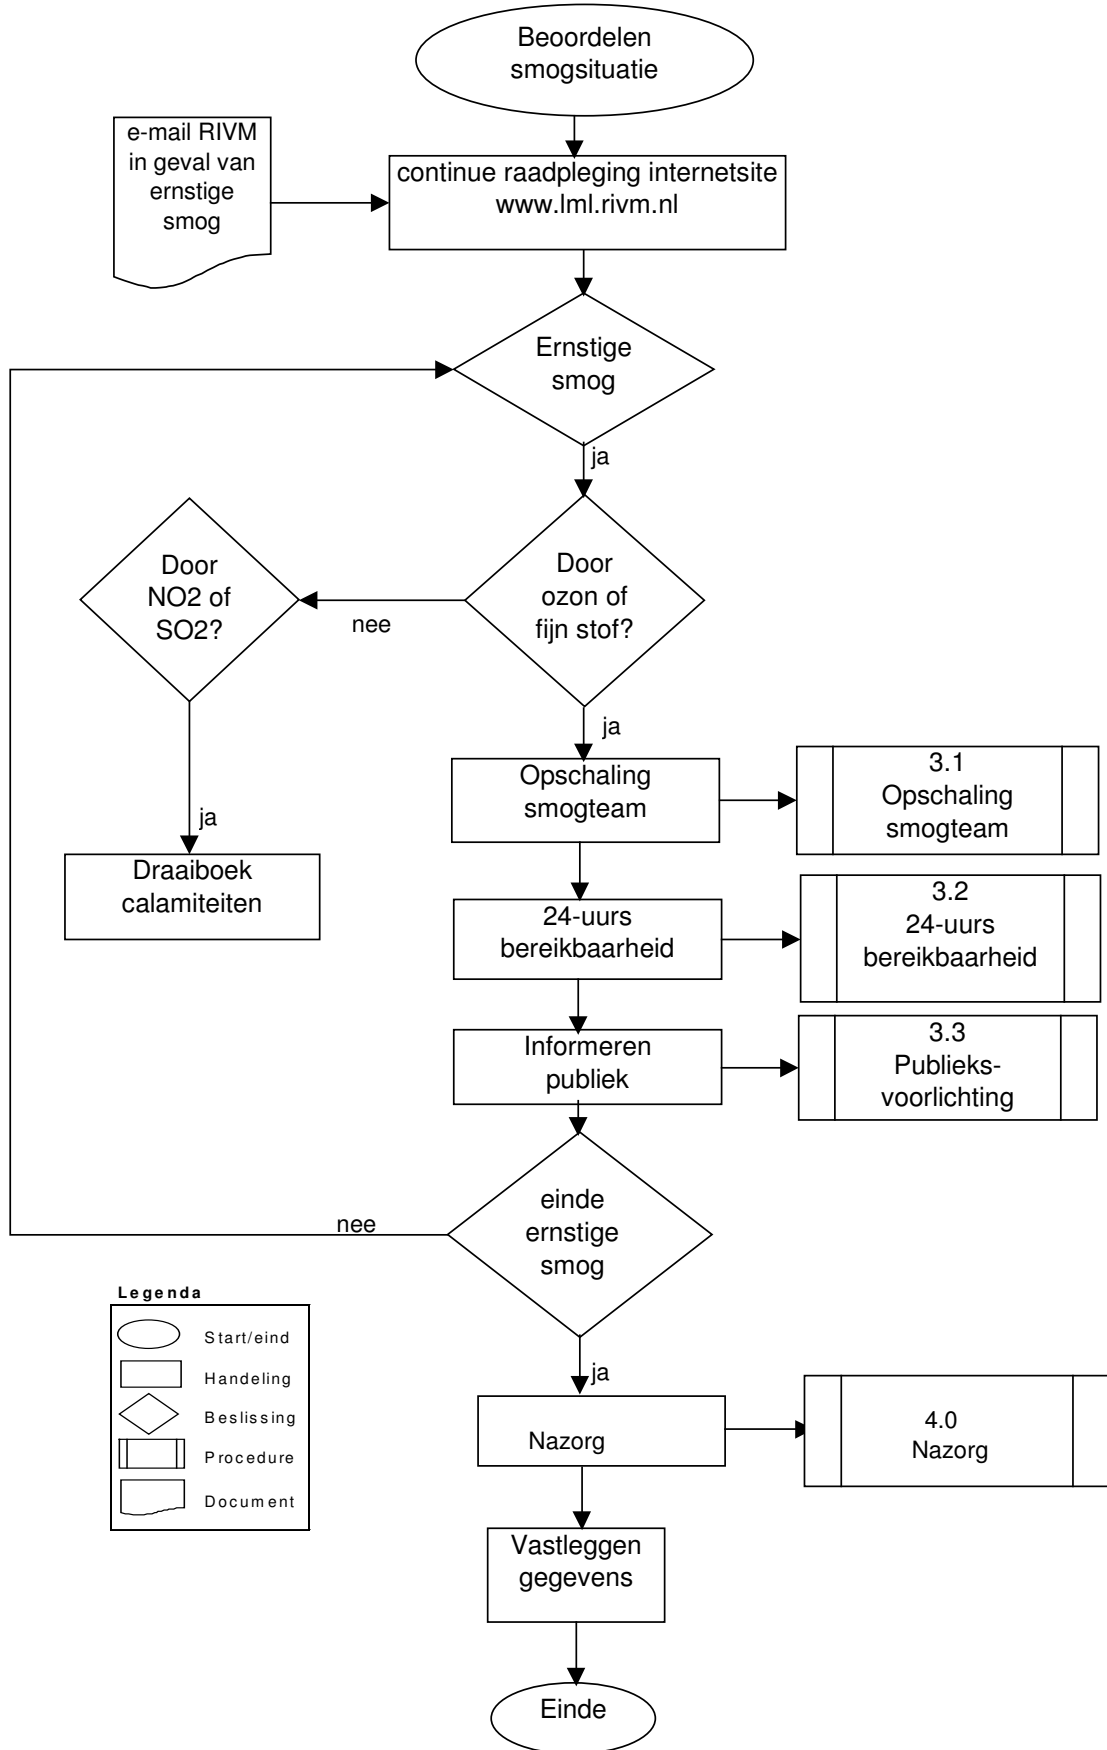 Beoordelen
smogsituatie
e-mail RIVM
in geval van
ernstige
smog
continue raadpleging internetsite
www.lml.rivm.nl
Ernstige
smog
ja
Door
NO2 of
SO2?
nee
Door
ozon of
fijn stof?
ja
ja
Opschaling
smogteam
3.1
Opschaling
smogteam
Draaiboek
calamiteiten
24-uurs
bereikbaarheid
3.2
24-uurs
bereikbaarheid
Informeren
publiek
3.3
Publieks-
voorlichting
einde
ernstige
smog
nee
Legenda
Start/eind
Handeling
Beslissing
Procedure
Document
ja
Nazorg
4.0
Nazorg
Vastleggen
gegevens
Einde